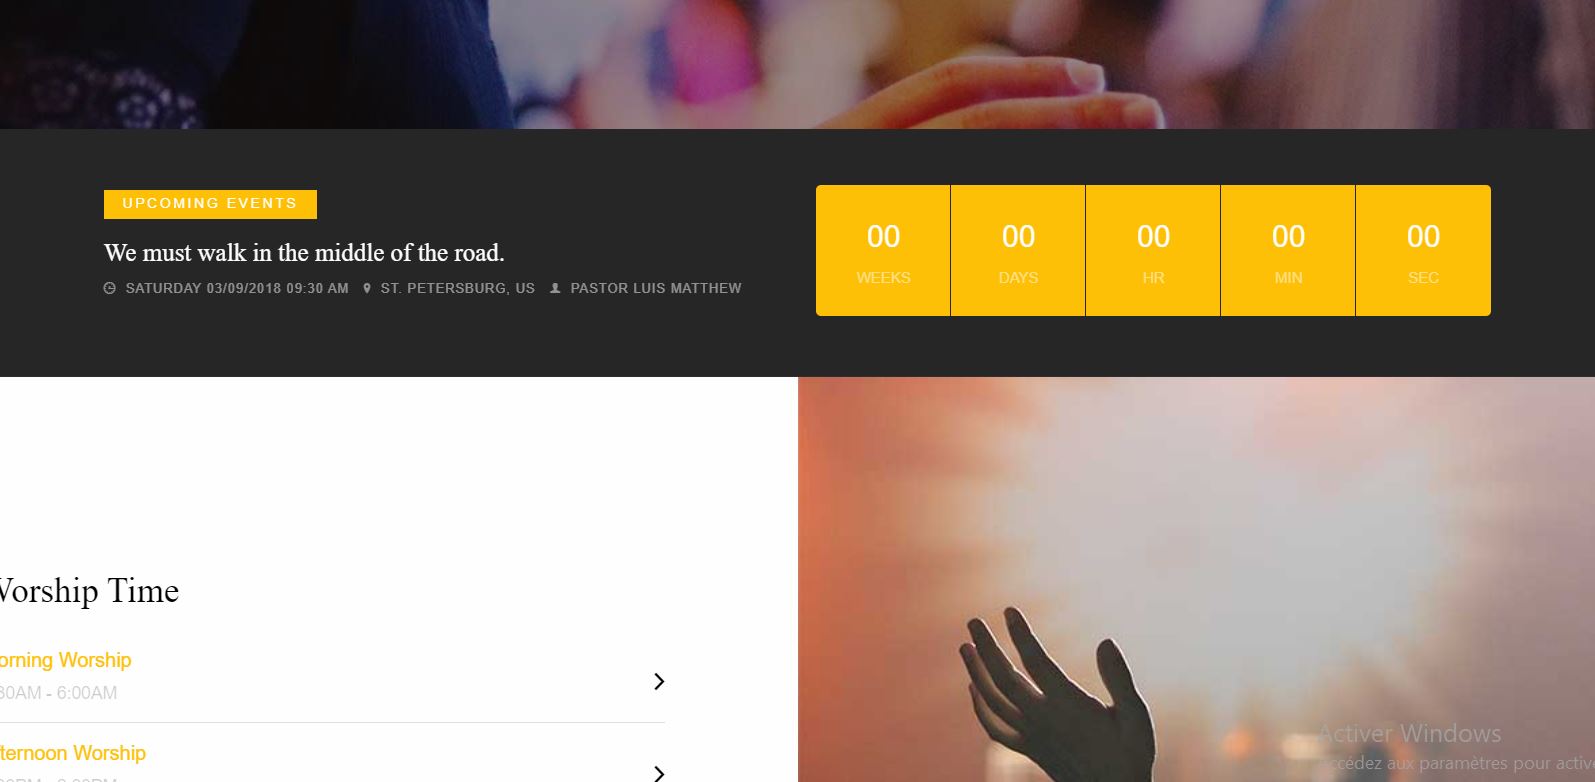 UPCOMING EVENTS
We must walk in the middle of the road.
SATURDAY 03/09/2018 09:30 AM ST. PETERSBURG, US PASTOR LUIS MATTHEW
00 00 00 00 00
WEEKS DAYS HR MIN SEC
Worship Time
orning Worship
30AM - 6:00AM
ternoon Worship
Activer Windows
Accédez aux paramètres pour activ